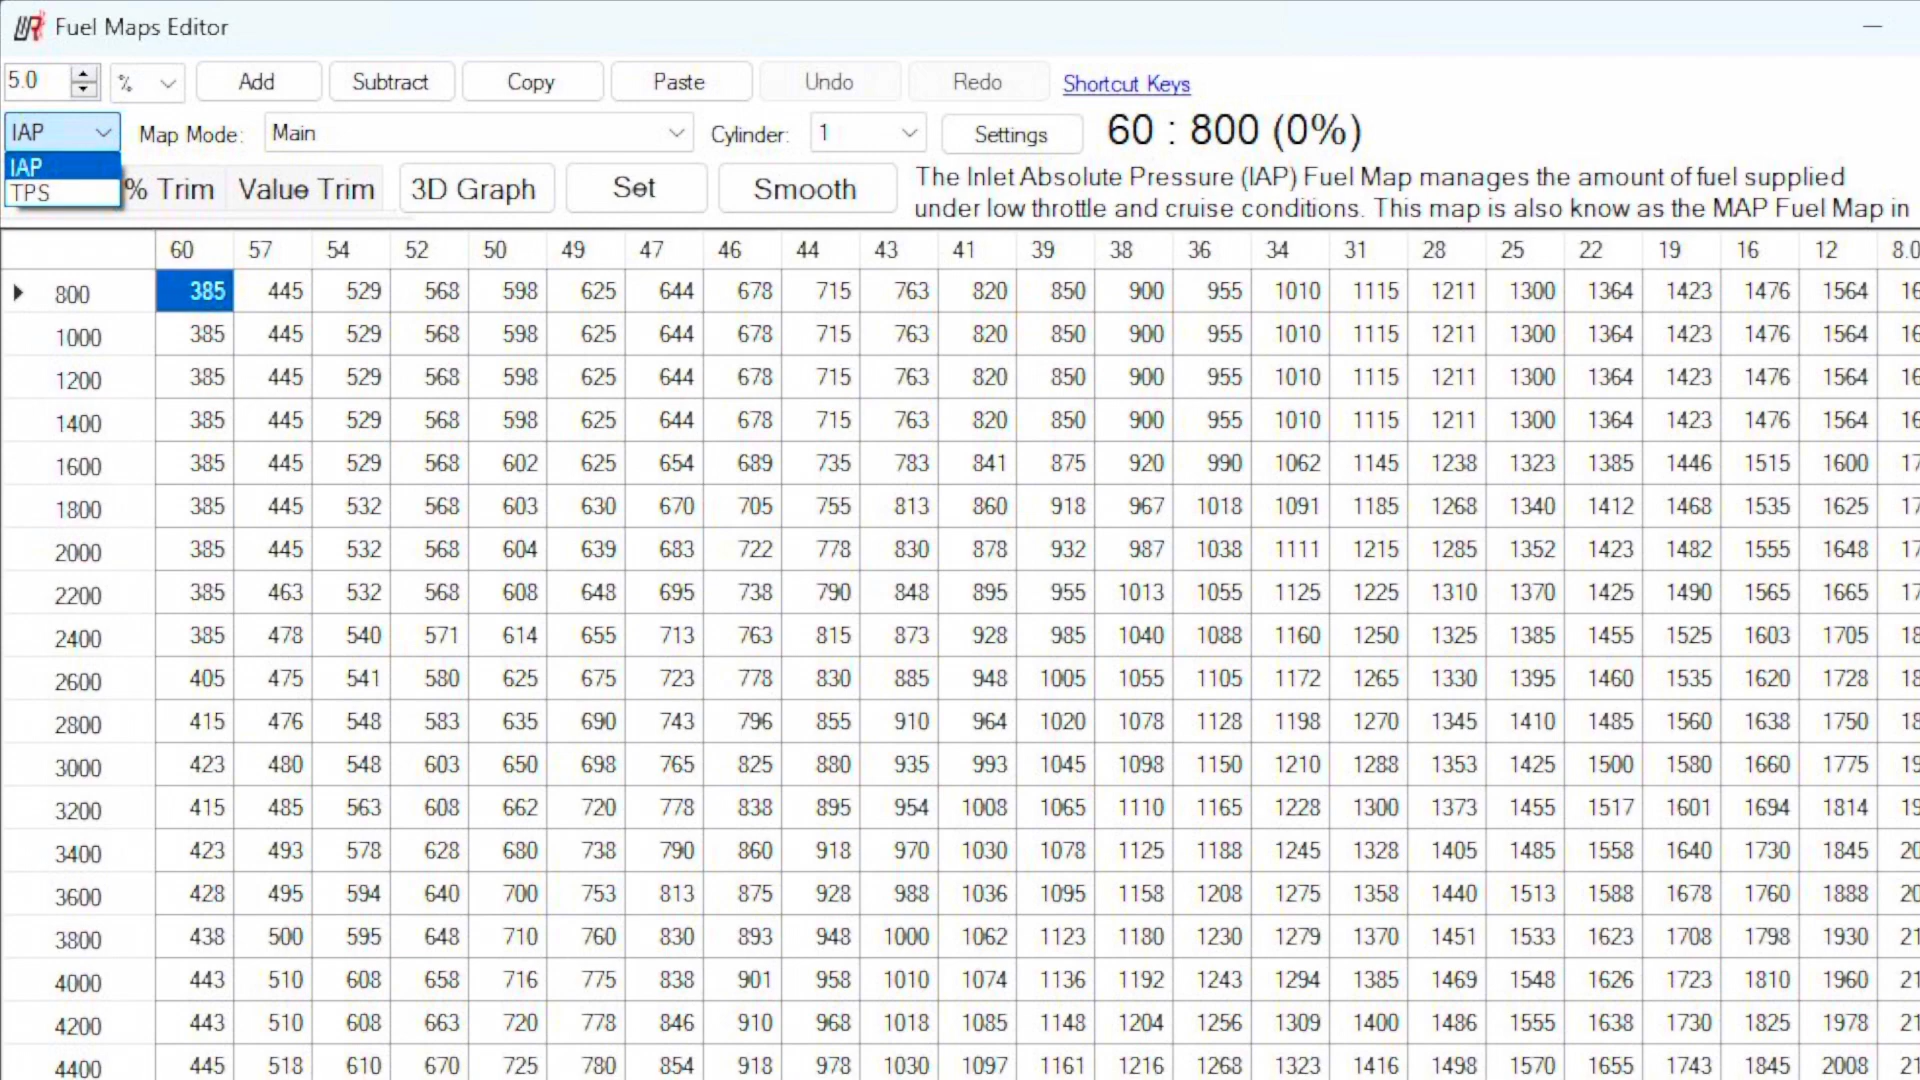 Fuel Maps Editor
5.0 % Add Subtract Copy Paste Undo Redo Shortcut Keys
IAP Map Mode: Main Cylinder: 1 Settings 60 : 800 (0%)
IAP
TPS
% Trim Value Trim 3D Graph Set Smooth
The Inlet Absolute Pressure (IAP) Fuel Map manages the amount of fuel supplied
under low throttle and cruise conditions. This map is also know as the MAP Fuel Map in
60 57 54 52 50 49 47 46 44 43 41 39 38 36 34 31 28 25 22 19 16 12 8.0
800 385 445 529 568 598 625 644 678 715 763 820 850 900 955 1010 1115 1211 1300 1364 1423 1476 1564
1000 385 445 529 568 598 625 644 678 715 763 820 850 900 955 1010 1115 1211 1300 1364 1423 1476 1564
1200 385 445 529 568 598 625 644 678 715 763 820 850 900 955 1010 1115 1211 1300 1364 1423 1476 1564
1400 385 445 529 568 598 625 644 678 715 763 820 850 900 955 1010 1115 1211 1300 1364 1423 1476 1564
1600 385 445 529 568 602 625 654 689 735 783 841 875 920 990 1062 1145 1238 1323 1385 1446 1515 1600
1800 385 445 532 568 603 630 670 705 755 813 860 918 967 1018 1091 1185 1268 1340 1412 1468 1535 1625
2000 385 445 532 568 604 639 683 722 778 830 878 932 987 1038 1111 1215 1285 1352 1423 1482 1555 1648
2200 385 463 532 568 608 648 695 738 790 848 895 955 1013 1055 1125 1225 1310 1370 1425 1490 1565 1665
2400 385 478 540 571 614 655 713 763 815 873 928 985 1040 1088 1160 1250 1325 1385 1455 1525 1603 1705
2600 405 475 541 580 625 675 723 778 830 885 948 1005 1055 1105 1172 1265 1330 1395 1460 1535 1620 1728
2800 415 476 548 583 635 690 743 796 855 910 964 1020 1078 1128 1198 1270 1345 1410 1485 1560 1638 1750
3000 423 480 548 603 650 698 765 825 880 935 993 1045 1098 1150 1210 1288 1353 1425 1500 1580 1660 1775
3200 415 485 563 608 662 720 778 838 895 954 1008 1065 1110 1165 1228 1300 1373 1455 1517 1601 1694 1814
3400 423 493 578 628 680 738 790 860 918 970 1030 1078 1125 1188 1245 1328 1405 1485 1558 1640 1730 1845
3600 428 495 594 640 700 753 813 875 928 988 1036 1095 1158 1208 1275 1358 1440 1513 1588 1678 1760 1888
3800 438 500 595 648 710 760 830 893 948 1000 1062 1123 1180 1230 1279 1370 1451 1533 1623 1708 1798 1930
4000 443 510 608 658 716 775 838 901 958 1010 1074 1136 1192 1243 1294 1385 1469 1548 1626 1723 1810 1960
4200 443 510 608 663 720 778 846 910 968 1018 1085 1148 1204 1256 1309 1400 1486 1555 1638 1730 1825 1978
4400 445 518 610 670 725 780 854 918 978 1030 1097 1161 1216 1268 1323 1416 1498 1570 1655 1743 1845 2008